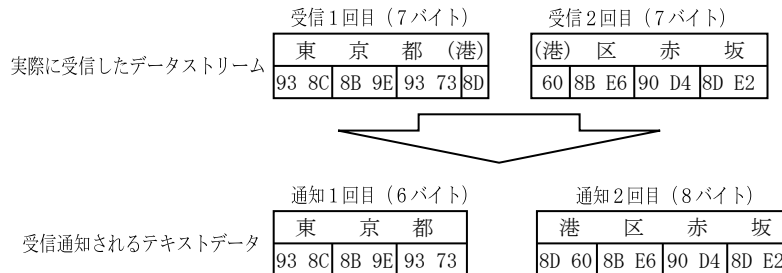 受信1回目（7バイト） 受信2回目（7バイト）
実際に受信したデータストリーム
東 京 都 (港) (港) 区 赤 坂
93 8C 8B 9E 93 73 8D 60 8B E6 90 D4 8D E2
通知1回目（6バイト） 通知2回目（8バイト）
受信通知されるテキストデータ
東 京 都 港 区 赤 坂
93 8C 8B 9E 93 73 8D 60 8B E6 90 D4 8D E2